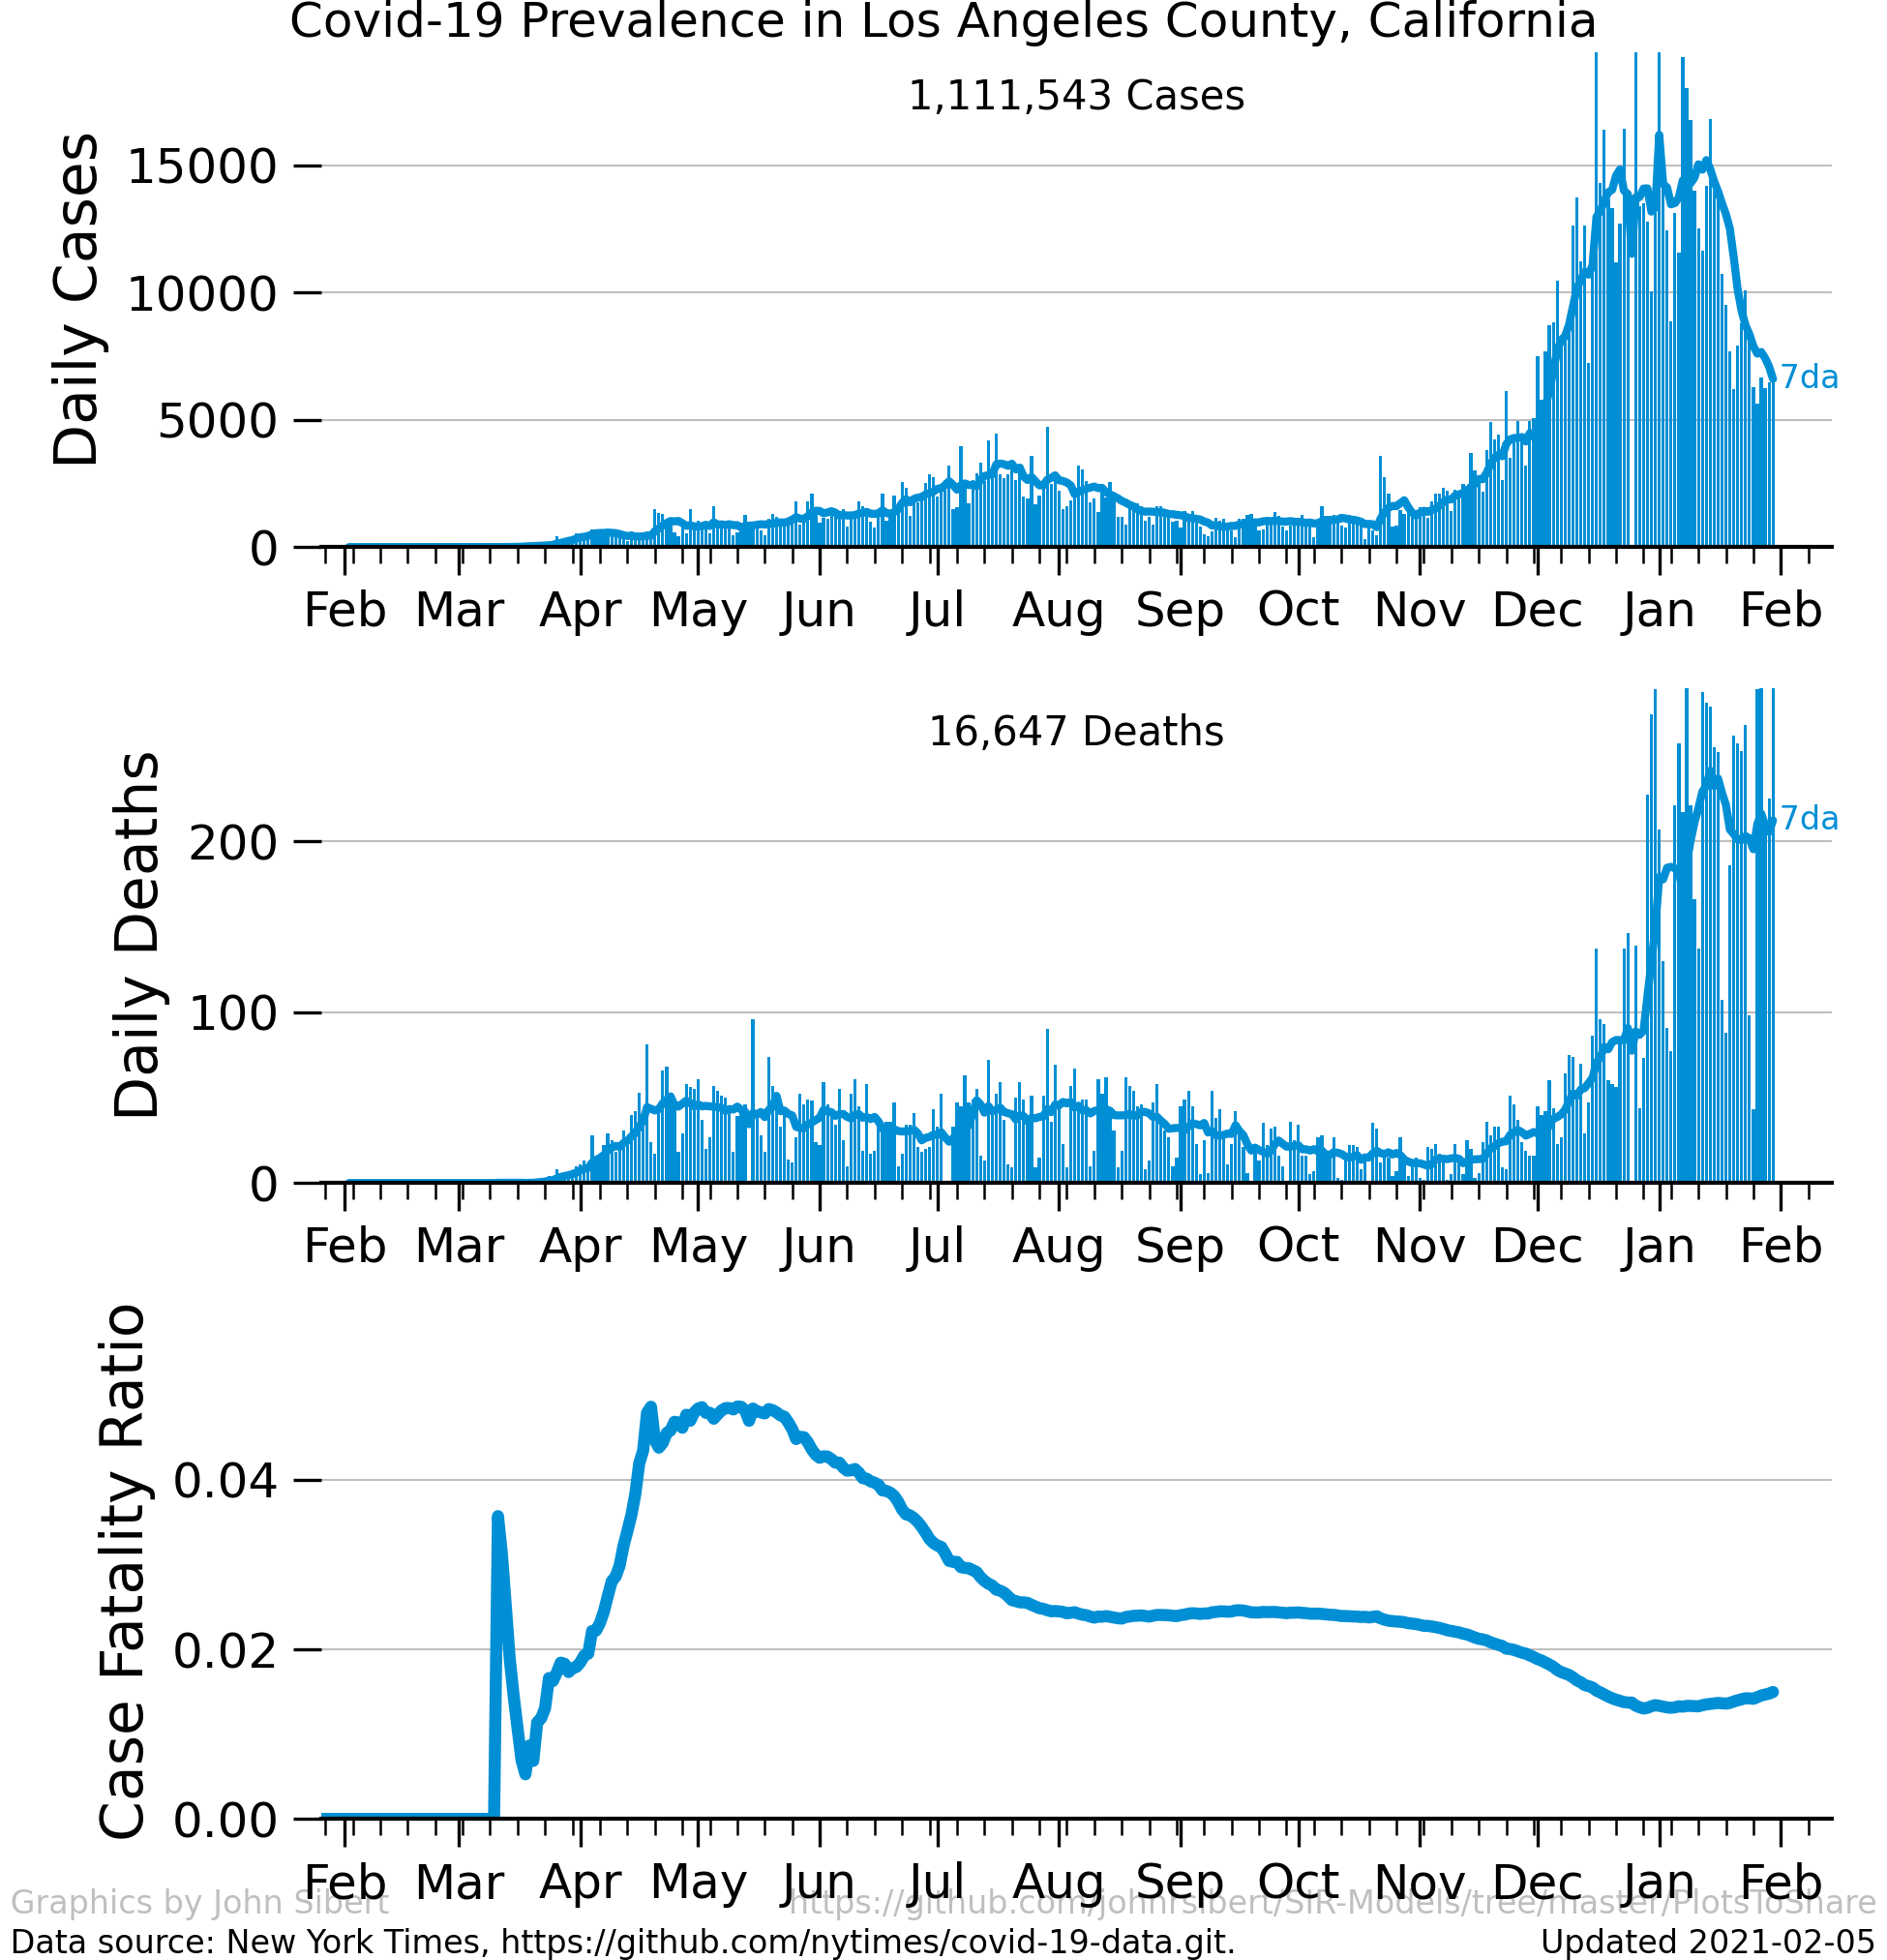 Covid-19 Prevalence in Los Angeles County, California
1,111,543 Cases
Daily Cases
15000
10000
5000
0
7da
Feb Mar Apr May Jun Jul Aug Sep Oct Nov Dec Jan Feb
16,647 Deaths
Daily Deaths
200
100
0
7da
Feb Mar Apr May Jun Jul Aug Sep Oct Nov Dec Jan Feb
Case Fatality Ratio
0.04
0.02
0.00
Feb Mar Apr May Jun Jul Aug Sep Oct Nov Dec Jan Feb
Graphics by John Sibert https://github.com/johnrsibert/SIR-Models/tree/master/PlotsToShare
Data source: New York Times, https://github.com/nytimes/covid-19-data.git. Updated 2021-02-05